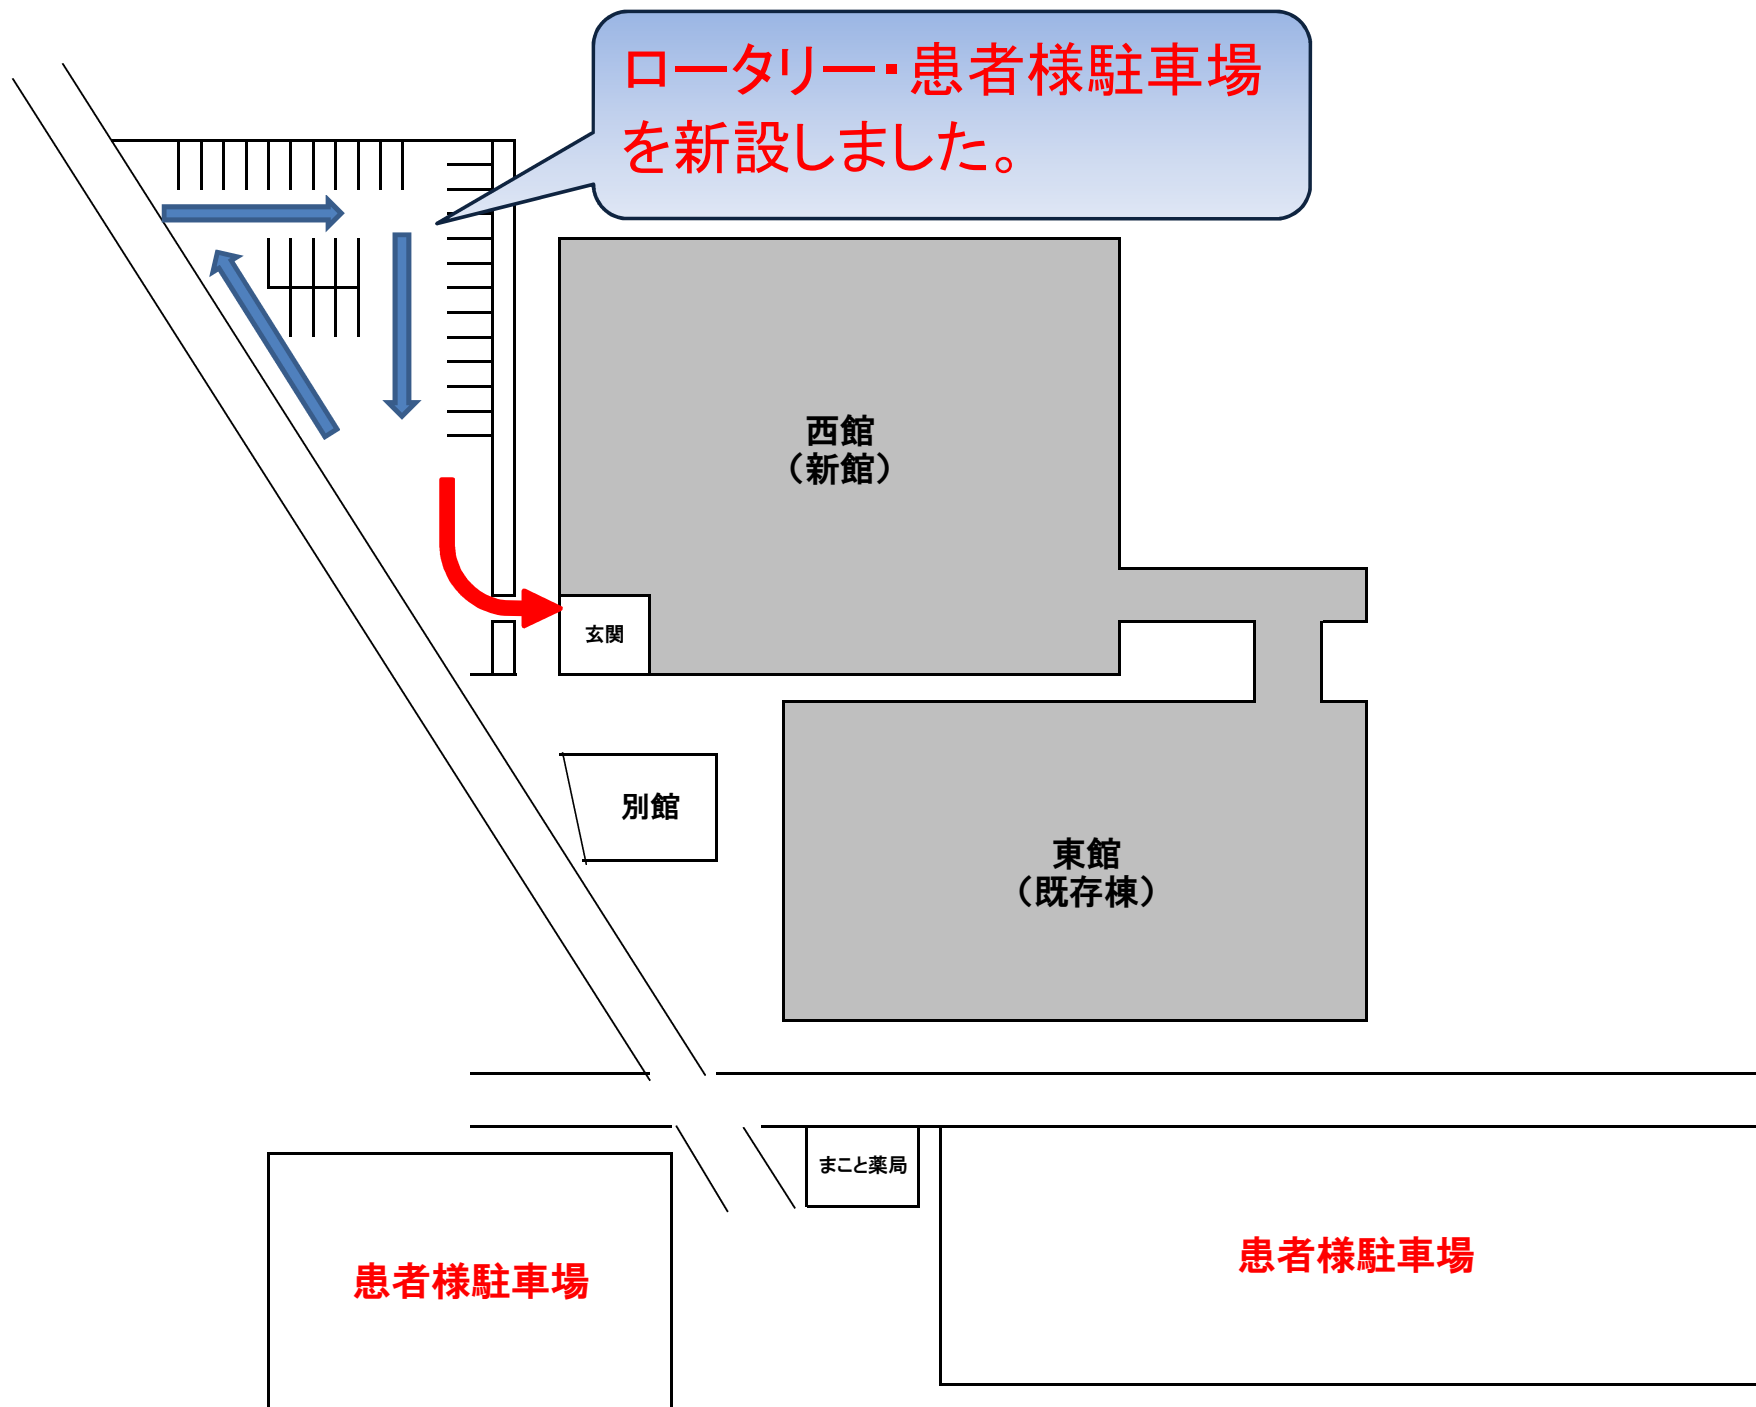 ロータリー・患者様駐車場
を新設しました。
西館
（新館）
玄関
別館
東館
（既存棟）
まこと薬局
患者様駐車場
患者様駐車場